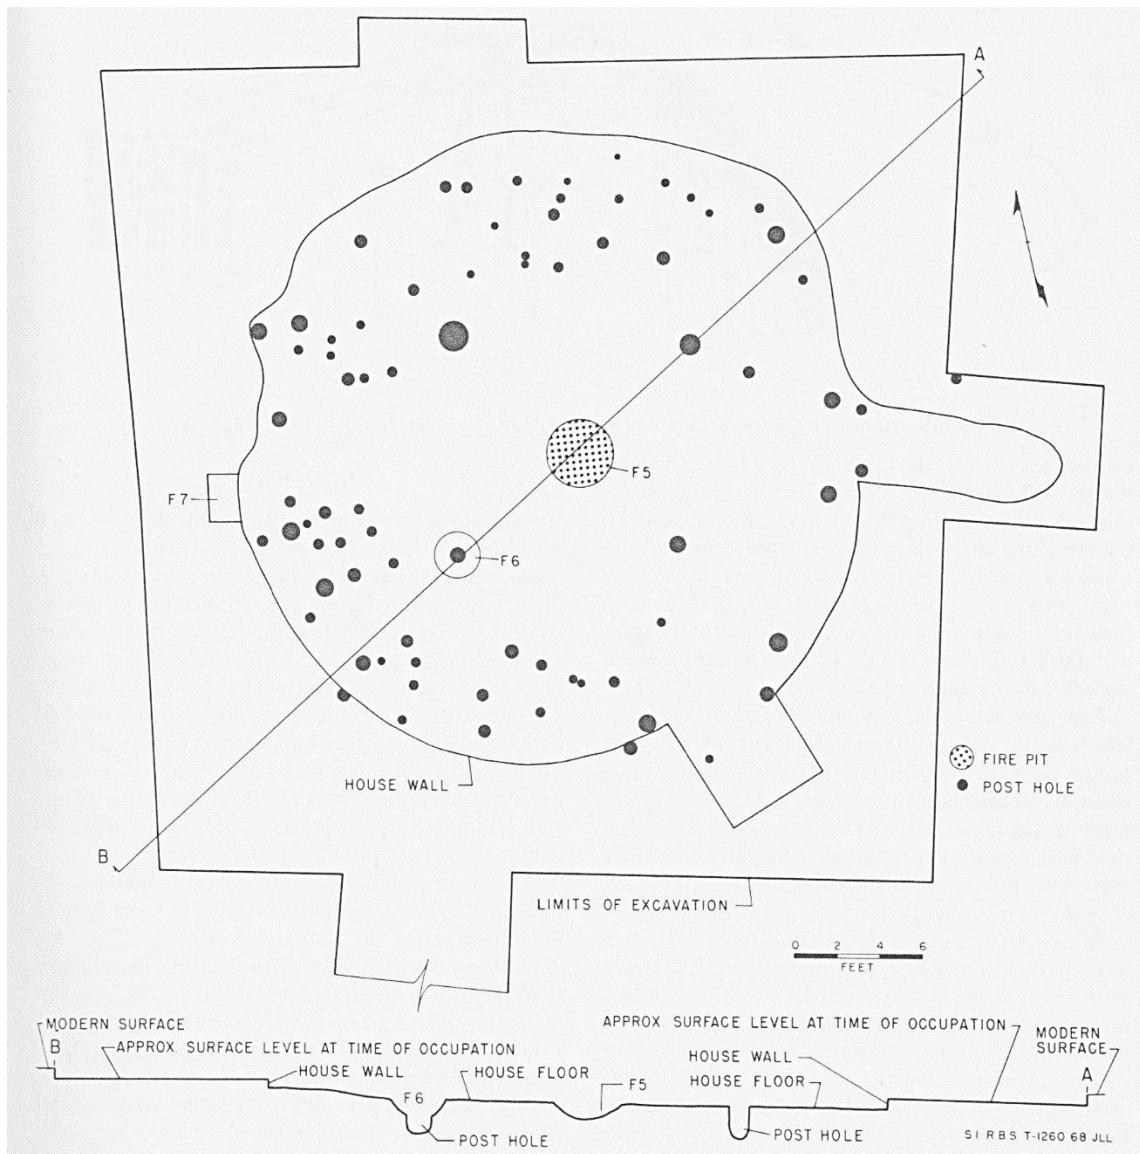 A
F5
F7
F6
HOUSE WALL
FIRE PIT
POST HOLE
B
LIMITS OF EXCAVATION
0 2 4 6
FEET
MODERN SURFACE
B
APPROX. SURFACE LEVEL AT TIME OF OCCUPATION
HOUSE WALL
HOUSE FLOOR
F6
F5
POST HOLE
APPROX. SURFACE LEVEL AT TIME OF OCCUPATION
MODERN
SURFACE
HOUSE WALL
HOUSE FLOOR
A
POST HOLE
S.I. R.B.S. T-1260 68 JLL